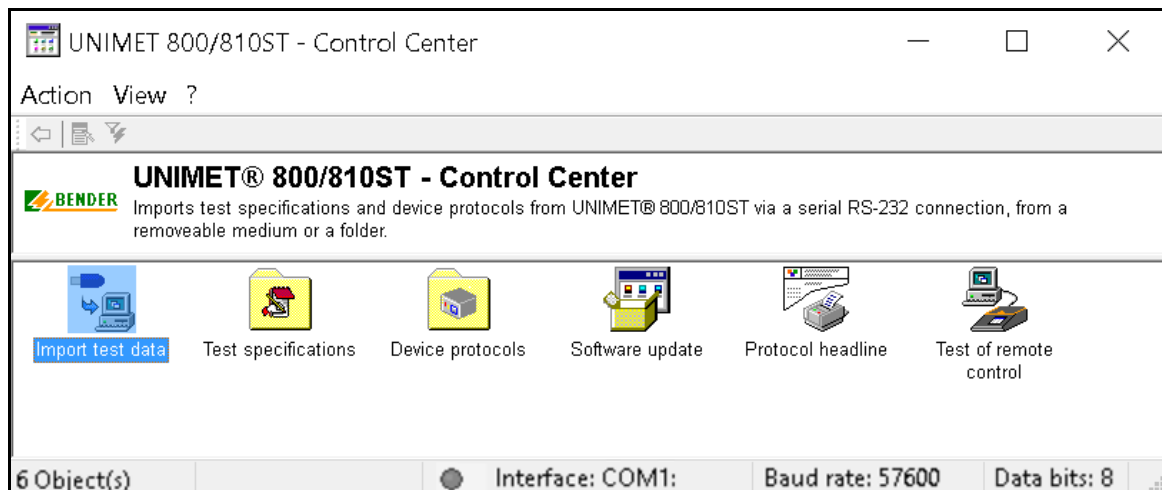 UNIMET 800/810ST - Control Center
Action View ?
BENDER
UNIMET® 800/810ST - Control Center
Imports test specifications and device protocols from UNIMET® 800/810ST via a serial RS-232 connection, from a
removeable medium or a folder.
Import test data
Test specifications
Device protocols
Software update
Protocol headline
Test of remote
control
6 Object(s)
Interface: COM1:
Baud rate: 57600
Data bits: 8